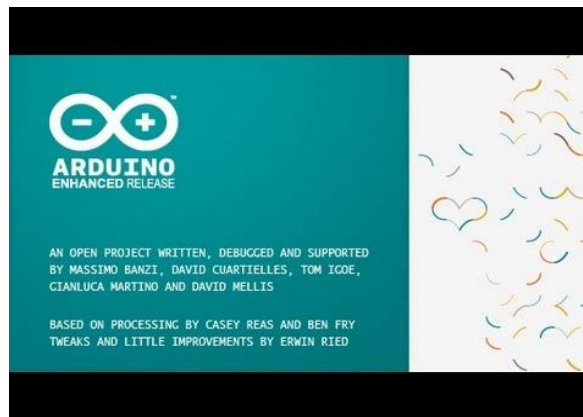 ARDUINO
ENHANCED RELEASE
AN OPEN PROJECT WRITTEN, DEBUGGED AND SUPPORTED
BY MASSIMO BANZI, DAVID CUARTIELLES, TOM IGOE,
GIANLUCA MARTINO AND DAVID MELLIS
BASED ON PROCESSING BY CASEY REAS AND BEN FRY
TWEAKS AND LITTLE IMPROVEMENTS BY ERWIN RIED